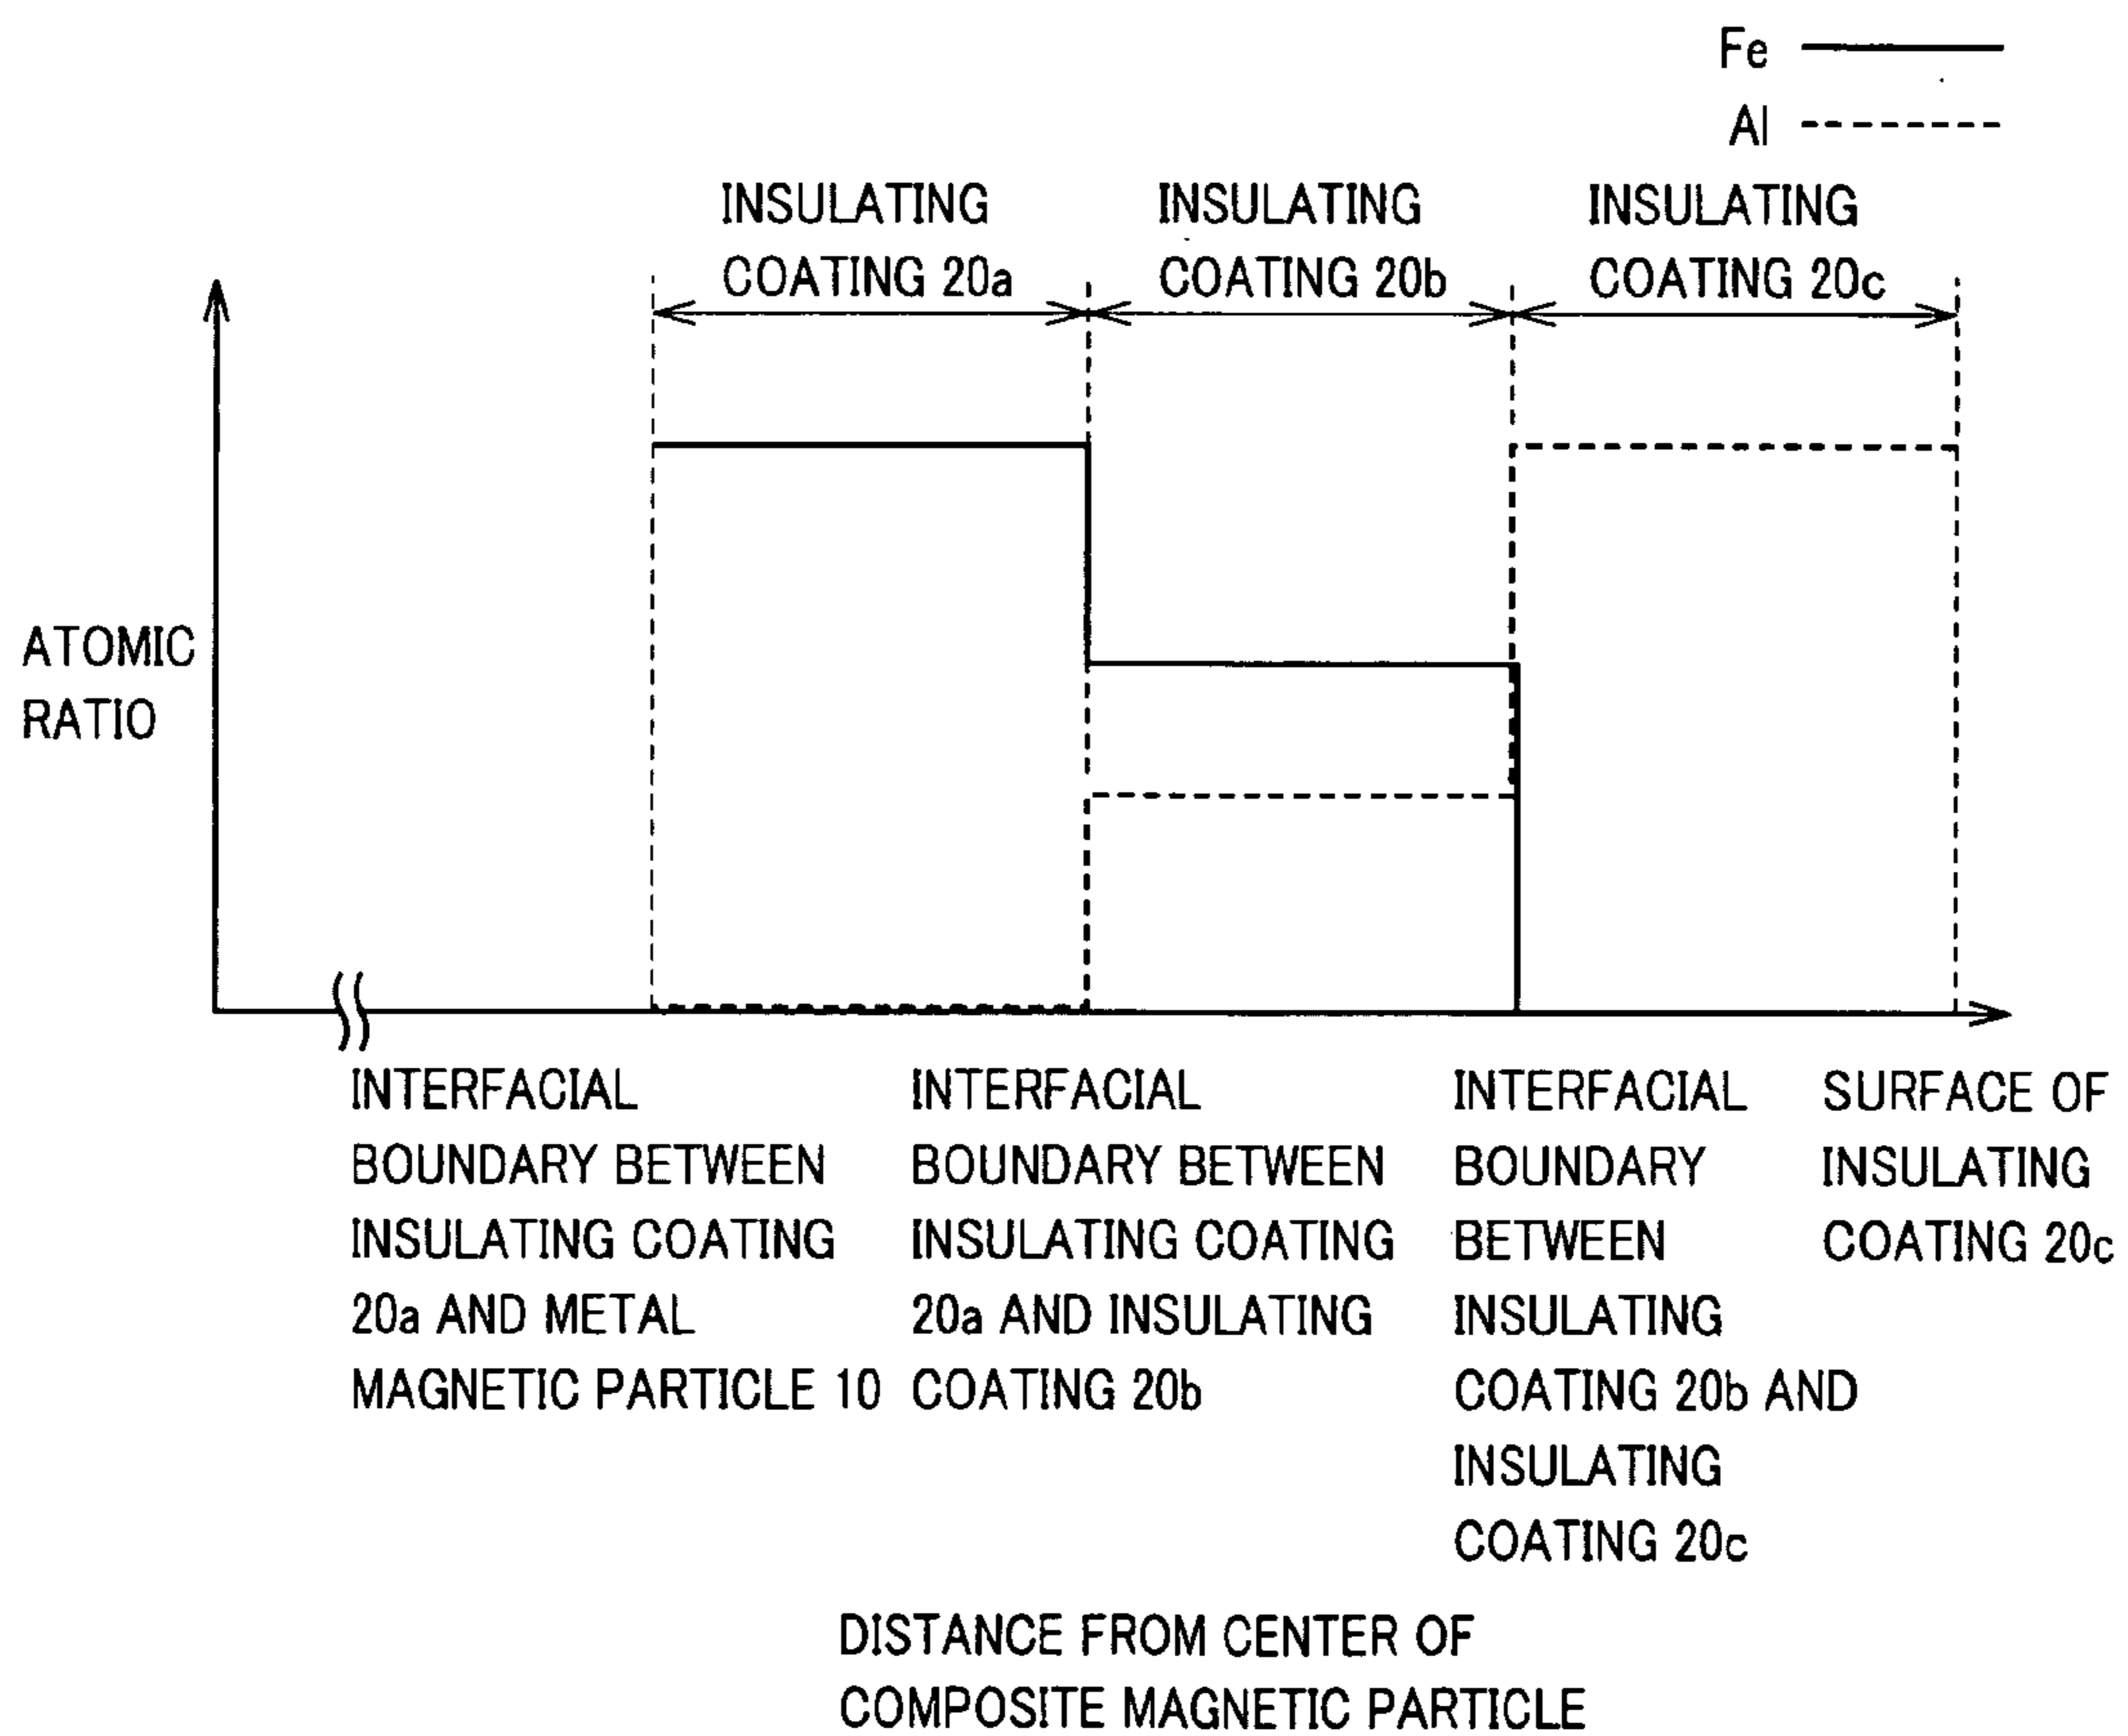 Fe
Al
INSULATING
COATING 20a
INSULATING
COATING 20b
INSULATING
COATING 20c
ATOMIC
RATIO
INTERFACIAL
BOUNDARY BETWEEN
INSULATING COATING
20a AND METAL
MAGNETIC PARTICLE 10
INTERFACIAL
BOUNDARY BETWEEN
INSULATING COATING
20a AND INSULATING
COATING 20b
INTERFACIAL
BOUNDARY
BETWEEN
INSULATING
COATING 20b AND
INSULATING
COATING 20c
SURFACE OF
INSULATING
COATING 20c
DISTANCE FROM CENTER OF
COMPOSITE MAGNETIC PARTICLE